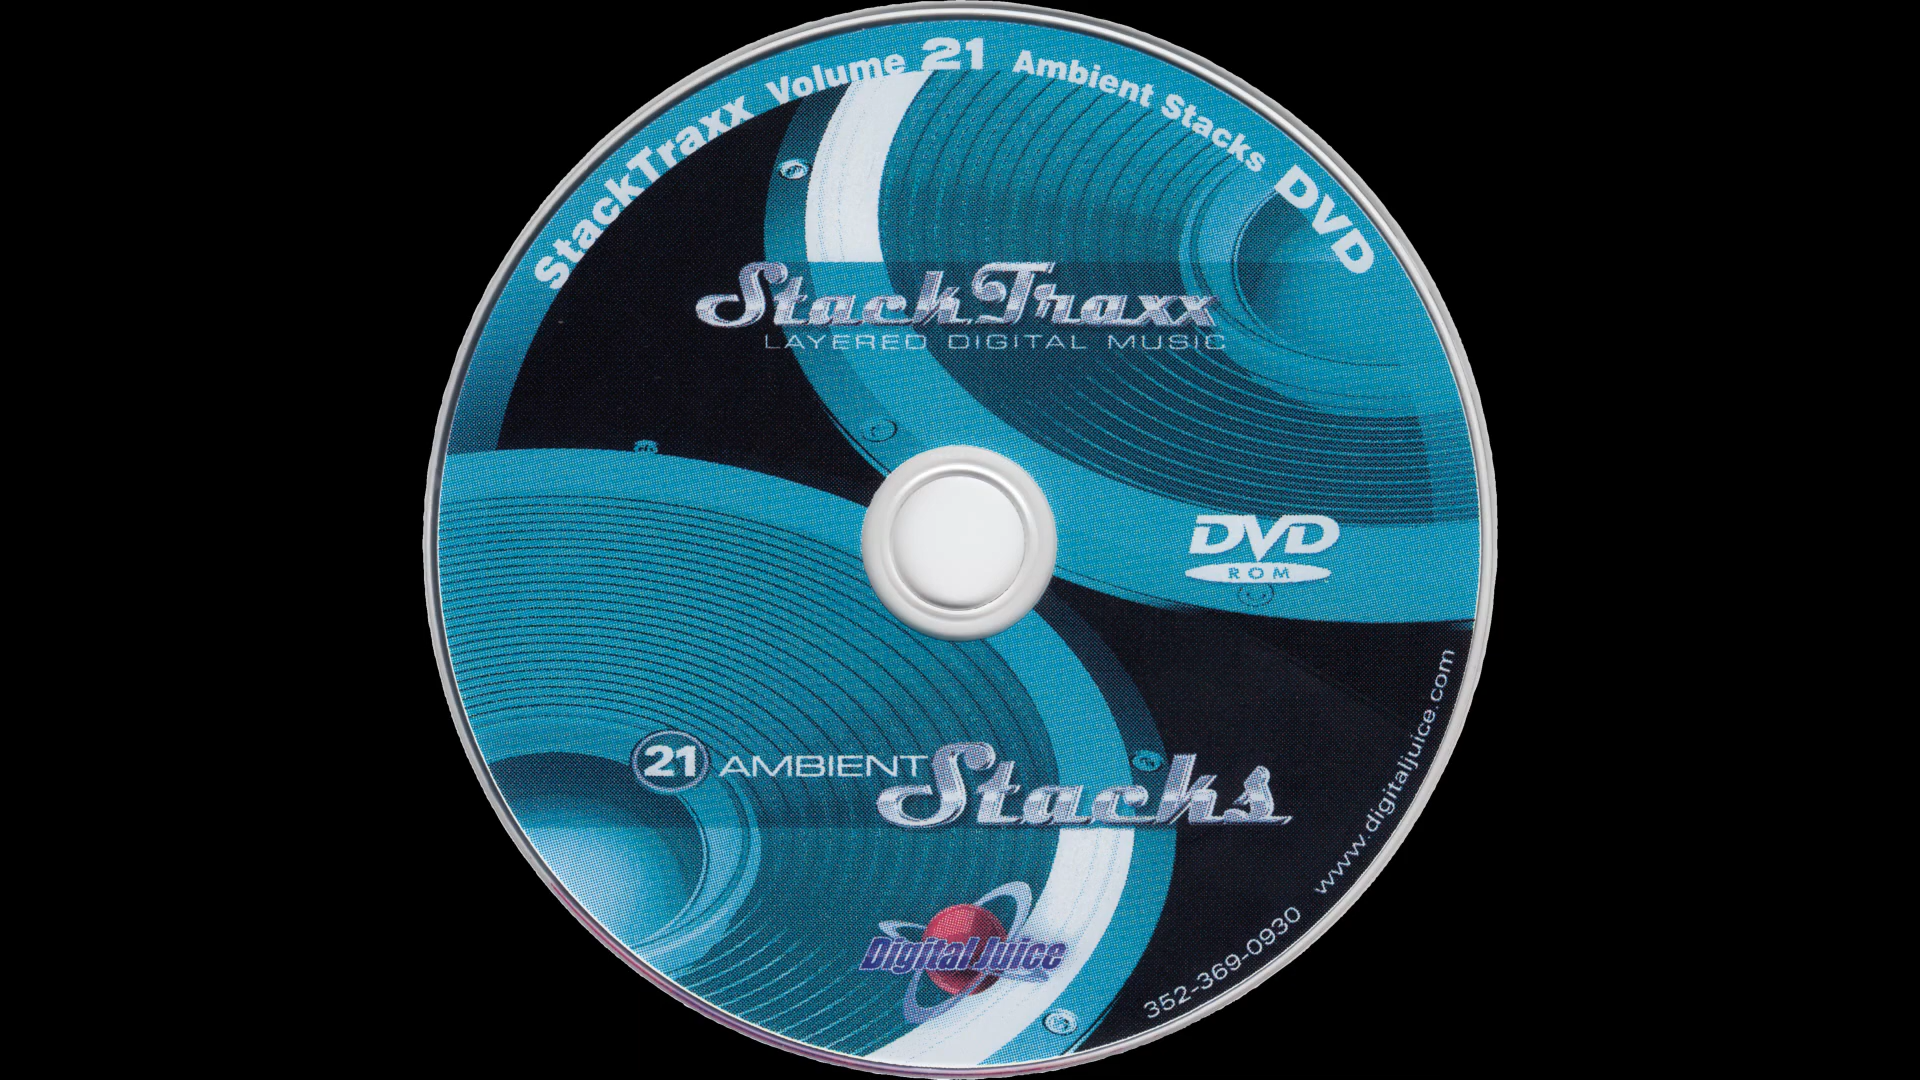 StackTraxx Volume 21 Ambient Stacks DVD
StackTraxx
LAYERED DIGITAL MUSIC
DVD
ROM
21 AMBIENT Stacks
Digital Juice
www.digitaljuice.com
352-369-0930